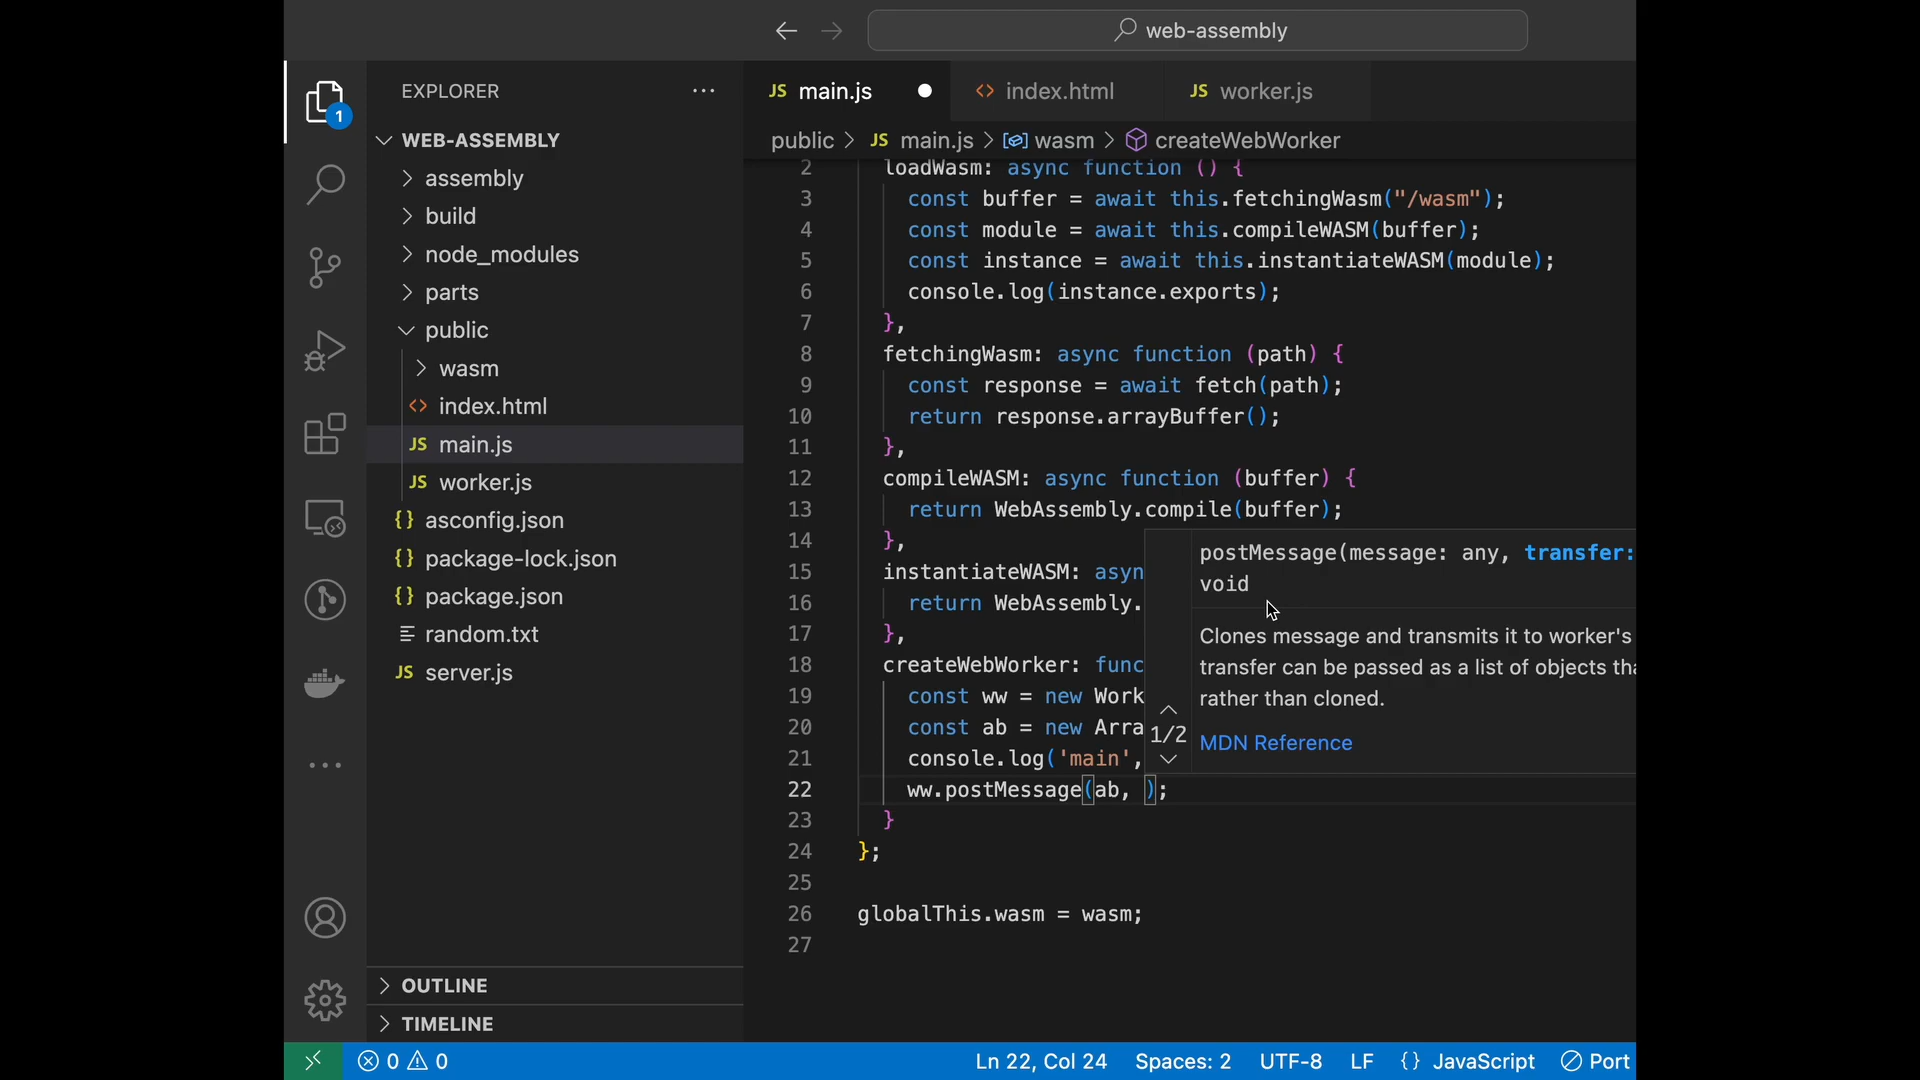 web-assembly
1
EXPLORER
WEB-ASSEMBLY
assembly
build
node_modules
parts
public
wasm
<> index.html
JS main.js
JS worker.js
{} asconfig.json
{} package-lock.json
{} package.json
random.txt
JS server.js
OUTLINE
TIMELINE
JS main.js
<> index.html
JS worker.js
public > JS main.js > wasm > createWebWorker
2 loadWasm: async function () {
3 const buffer = await this.fetchingWasm("/wasm");
4 const module = await this.compileWASM(buffer);
5 const instance = await this.instantiateWASM(module);
6 console.log(instance.exports);
7 },
8 fetchingWasm: async function (path) {
9 const response = await fetch(path);
10 return response.arrayBuffer();
11 },
12 compileWASM: async function (buffer) {
13 return WebAssembly.compile(buffer);
14 },
15 instantiateWASM: asyn
16 return WebAssembly.
17 },
18 createWebWorker: func
19 const ww = new Work
20 const ab = new Arra
21 console.log('main',
22 ww.postMessage(ab, );
23 }
24 };
25
26 globalThis.wasm = wasm;
27
postMessage(message: any, transfer:
void
Clones message and transmits it to worker's
transfer can be passed as a list of objects tha
rather than cloned.
1/2
MDN Reference
0 0
Ln 22, Col 24
Spaces: 2
UTF-8
LF
{} JavaScript
Port